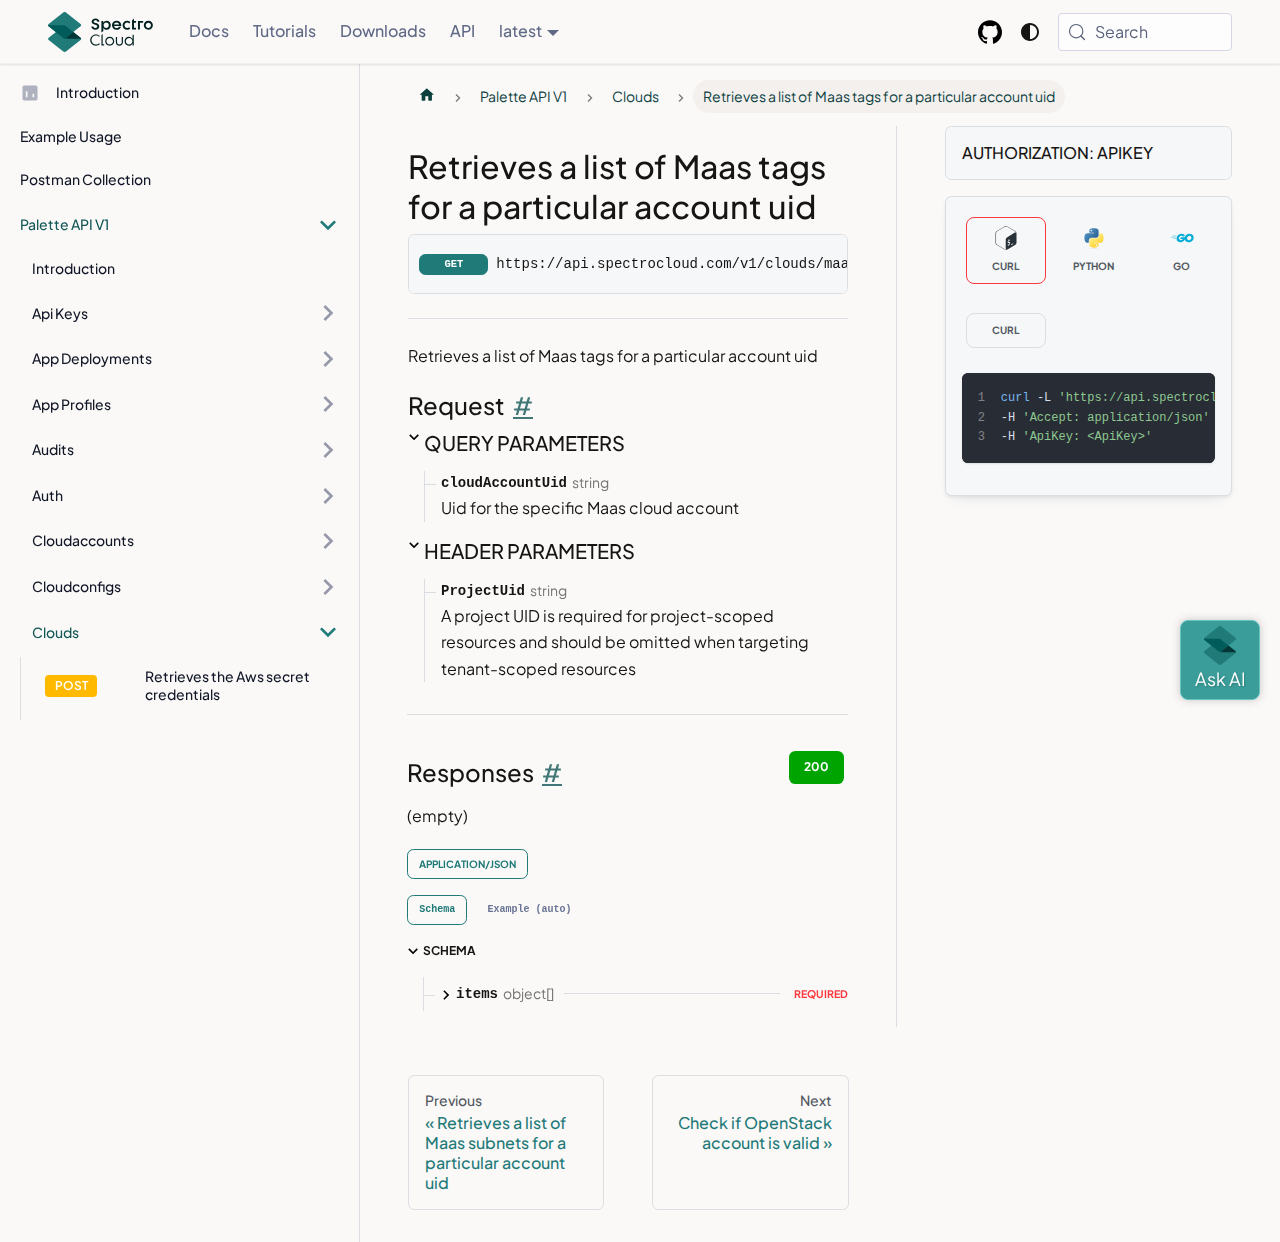 Spectro
Cloud
Docs
Tutorials
Downloads
API
latest
Search
Introduction
Example Usage
Postman Collection
Palette API V1
Introduction
Api Keys
App Deployments
App Profiles
Audits
Auth
Cloudaccounts
Cloudconfigs
Clouds
POST
Retrieves the Aws secret
credentials
Palette API V1
Clouds
Retrieves a list of Maas tags for a particular account uid
Retrieves a list of Maas tags
for a particular account uid
GET
https://api.spectrocloud.com/v1/clouds/maa
Retrieves a list of Maas tags for a particular account uid
Request #
QUERY PARAMETERS
cloudAccountUid string
Uid for the specific Maas cloud account
HEADER PARAMETERS
ProjectUid string
A project UID is required for project-scoped
resources and should be omitted when targeting
tenant-scoped resources
Responses #
200
(empty)
APPLICATION/JSON
Schema
Example (auto)
SCHEMA
items object[]
REQUIRED
Previous
« Retrieves a list of
Maas subnets for a
particular account
uid
Next
Check if OpenStack
account is valid »
AUTHORIZATION: APIKEY
CURL
PYTHON
GO
CURL
1 curl -L 'https://api.spectrocl
2 -H 'Accept: application/json'
3 -H 'ApiKey: <ApiKey>'
Ask AI